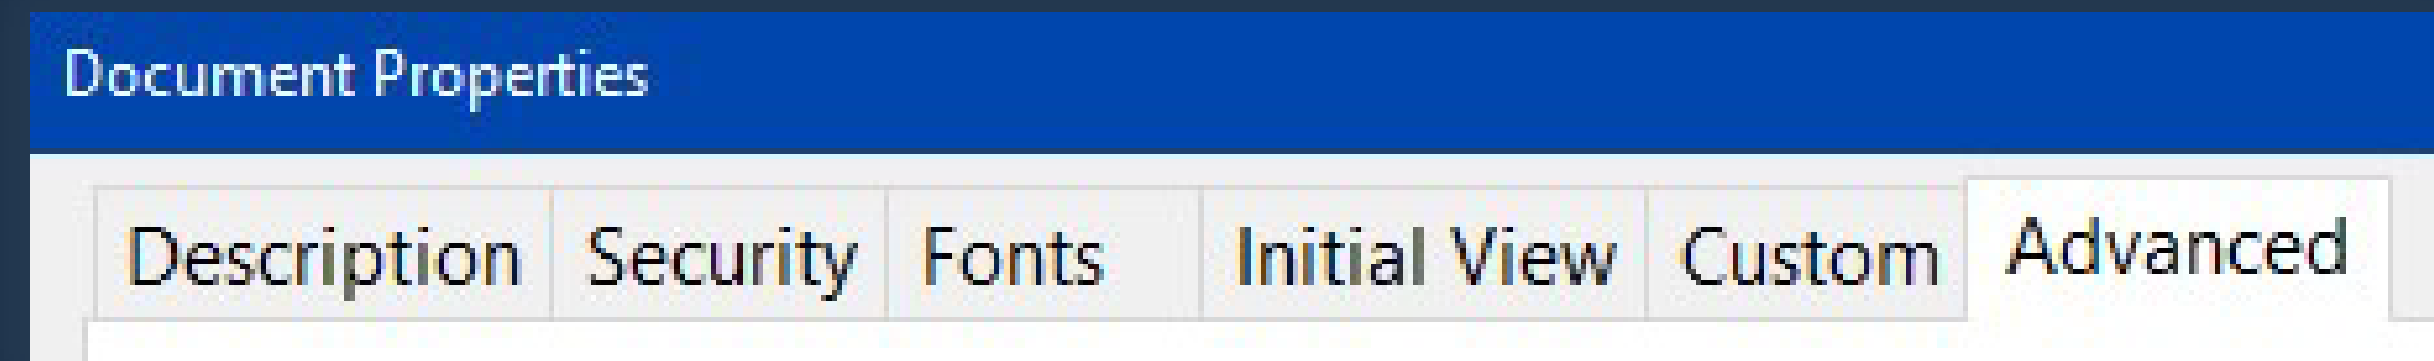 Document Properties
Description Security Fonts Initial View Custom Advanced